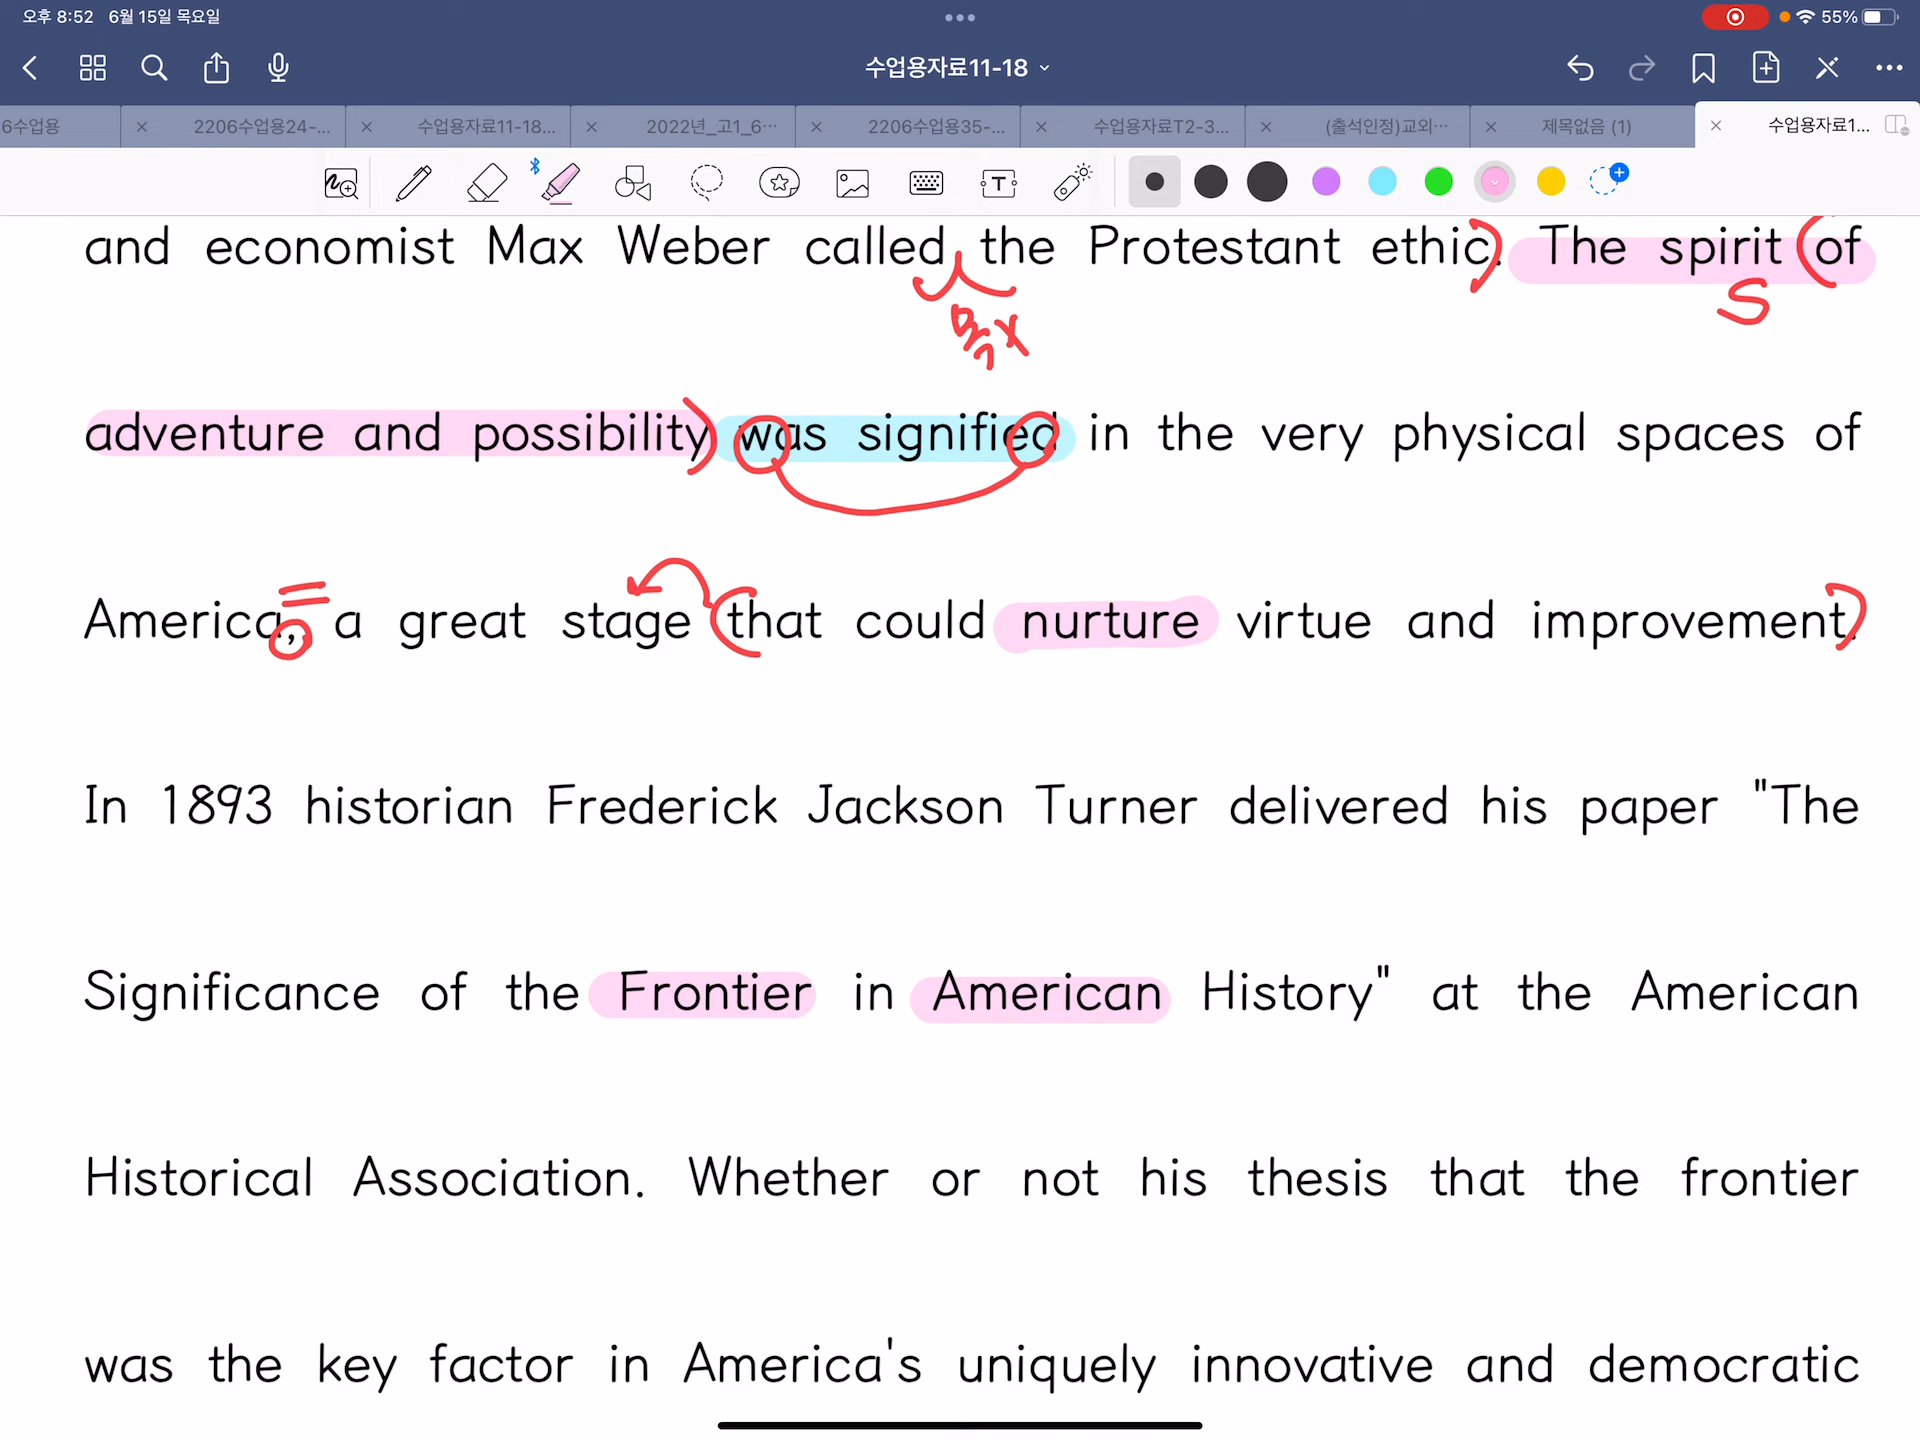 오후 8:52 6월 15일 목요일
55%
수업용자료11-18
6수업용
2206수업용24-...
수업용자료11-18...
2022년_고1_6...
2206수업용35-...
수업용자료T2-3...
(출석인정)교외...
제목없음 (1)
수업용자료1...
and economist Max Weber called the Protestant ethic. The spirit of
S
목x
adventure and possibility was signified in the very physical spaces of
America, a great stage that could nurture virtue and improvement.
In 1893 historian Frederick Jackson Turner delivered his paper "The
Significance of the Frontier in American History" at the American
Historical Association. Whether or not his thesis that the frontier
was the key factor in America's uniquely innovative and democratic